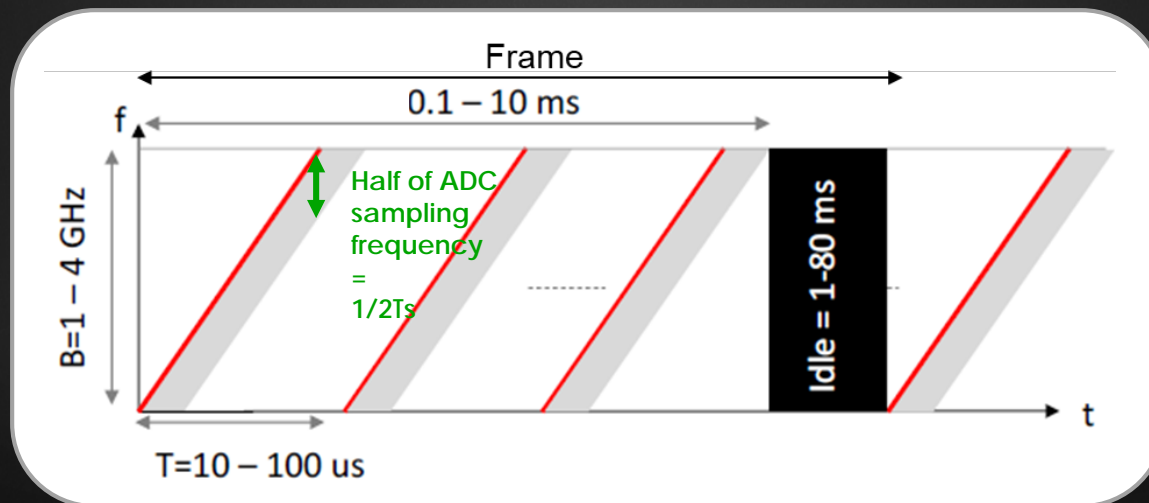 Frame
0.1 – 10 ms
f
Half of ADC
sampling
frequency
=
1/2Ts
B=1 – 4 GHz
Idle = 1-80 ms
t
T=10 – 100 us